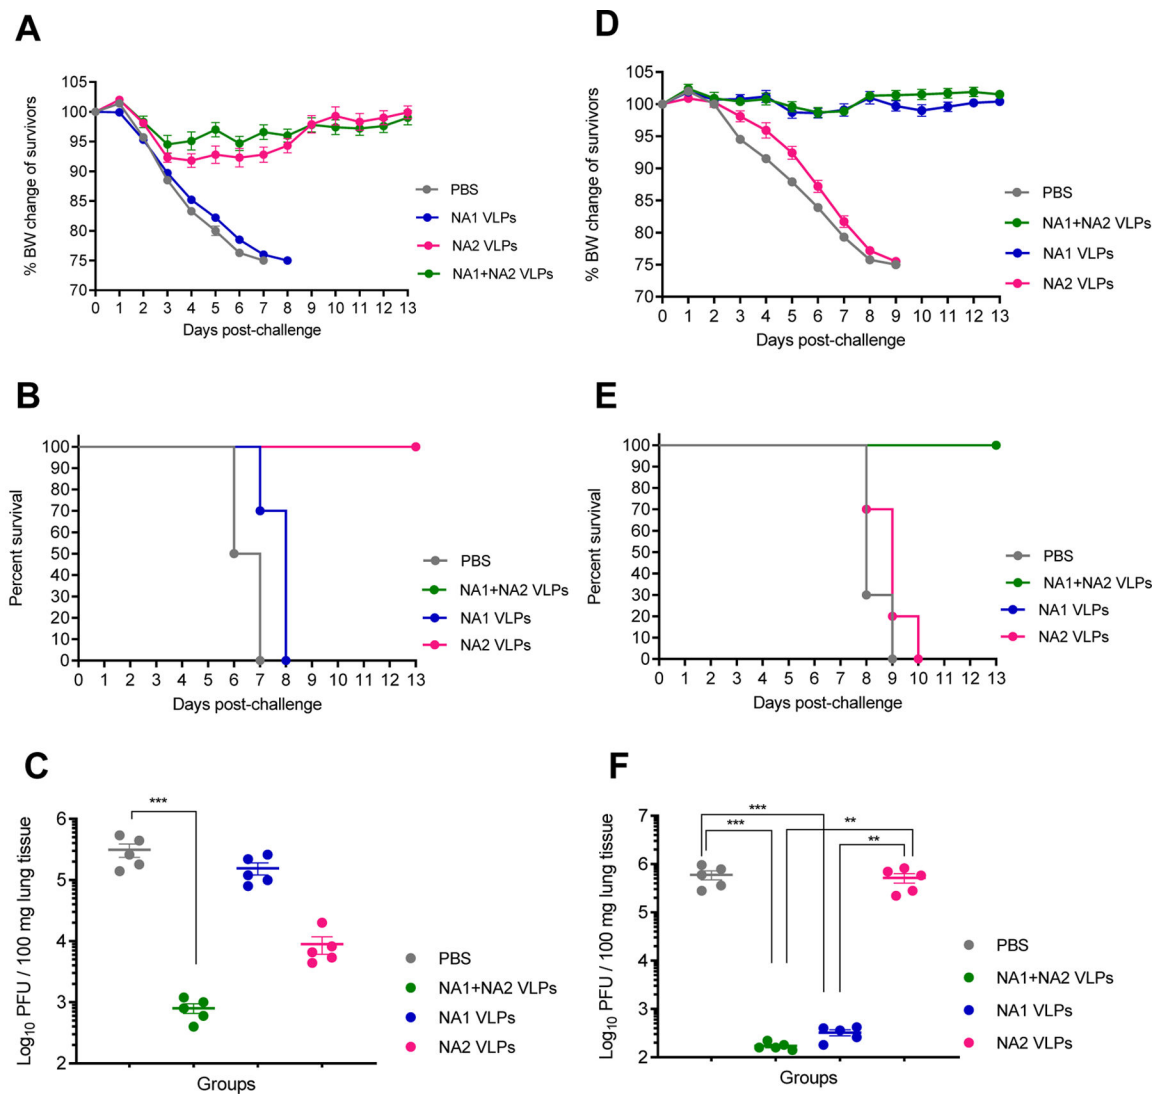 A
105
100
95
90
85
80
75
70
% BW change of survivors
0 1 2 3 4 5 6 7 8 9 10 11 12 13
Days post-challenge
PBS
NA1 VLPs
NA2 VLPs
NA1+NA2 VLPs
B
100
90
80
70
60
50
40
30
20
10
0
Percent survival
0 1 2 3 4 5 6 7 8 9 10 11 12 13
Days post-challenge
PBS
NA1+NA2 VLPs
NA1 VLPs
NA2 VLPs
C
6
5
4
3
2
Log10 PFU / 100 mg lung tissue
***
Groups
PBS
NA1+NA2 VLPs
NA1 VLPs
NA2 VLPs
D
105
100
95
90
85
80
75
70
% BW change of survivors
0 1 2 3 4 5 6 7 8 9 10 11 12 13
Days post-challenge
PBS
NA1+NA2 VLPs
NA1 VLPs
NA2 VLPs
E
100
90
80
70
60
50
40
30
20
10
0
Percent survival
0 1 2 3 4 5 6 7 8 9 10 11 12 13
Days post-challenge
PBS
NA1+NA2 VLPs
NA1 VLPs
NA2 VLPs
F
7
6
5
4
3
2
Log10 PFU / 100 mg lung tissue
***
***
**
**
Groups
PBS
NA1+NA2 VLPs
NA1 VLPs
NA2 VLPs